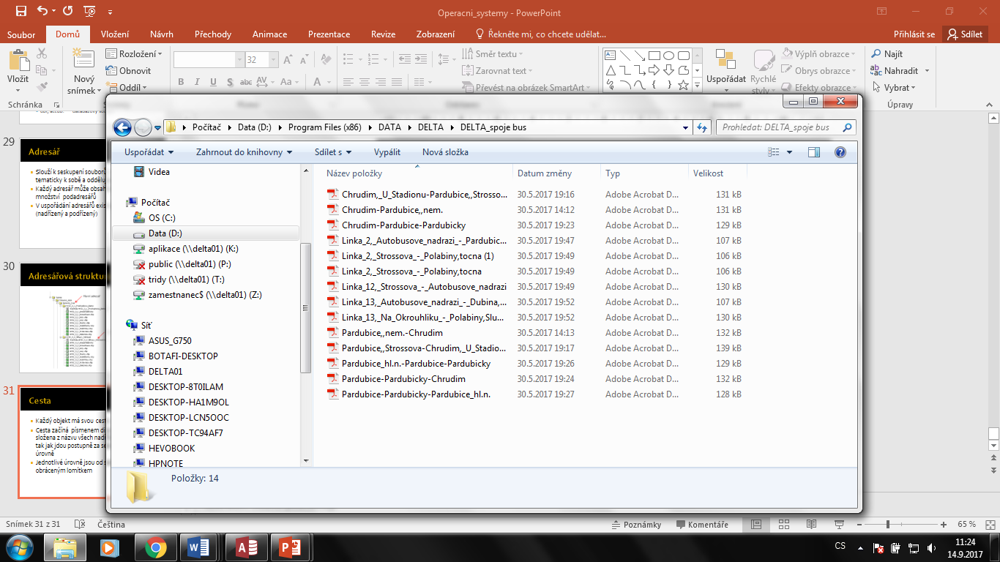 Operacni_systemy - PowerPoint
Soubor Domů Vložení Návrh Přechody Animace Prezentace Revize Zobrazení Řekněte mi, co chcete udělat... Přihlásit se Sdílet
Vložit
Schránka
Nový
snímek
Rozložení
Obnovit
Oddíl
32
B I U S abc AV Aa A
Směr textu
Zarovnat text
Převést na obrázek SmartArt
Uspořádat
Rychlé
styly
Výplň obrazce
Obrys obrazce
Efekty obrazce
Najít
Nahradit
Vybrat
Úpravy
29
Adresář
Slouží k seskupení souborů
tematicky k sobě a oddělu
Každý adresář může obsah
množství podadresářů
V uspořádání adresářů exis
(nadřízený a podřízený)
30
Adresářová struktu
31
Cesta
Každý objekt má svou cest
Cesta začíná písmenem di
složena z názvu všech nadř
tak jak jdou postupně za se
úrovně
Jednotlivé úrovně jsou od s
obráceným lomítkem
Počítač Data (D:) Program Files (x86) DATA DELTA DELTA_spoje bus
Prohledat: DELTA_spoje bus
Uspořádat Zahrnout do knihovny Sdílet s Vypálit Nová složka
Videa
Počítač
OS (C:)
Data (D:)
aplikace (\\delta01) (K:)
public (\\delta01) (P:)
tridy (\\delta01) (T:)
zamestnanec$ (\\delta01) (Z:)
Síť
ASUS_G750
BOTAFI-DESKTOP
DELTA01
DESKTOP-8T0ILAM
DESKTOP-HA1M9OL
DESKTOP-LCN5OOC
DESKTOP-TC94AF7
HEVOBOOK
HPNOTE
Název položky Datum změny Typ Velikost
Chrudim,_U_Stadionu-Pardubice,,Strosso... 30.5.2017 19:16 Adobe Acrobat D... 131 kB
Chrudim-Pardubice,,nem. 30.5.2017 14:12 Adobe Acrobat D... 131 kB
Chrudim-Pardubice-Pardubicky 30.5.2017 19:23 Adobe Acrobat D... 129 kB
Linka_2,_Autobusove_nadrazi_-_Pardubic... 30.5.2017 19:47 Adobe Acrobat D... 107 kB
Linka_2,_Strossova_-_Polabiny,tocna (1) 30.5.2017 19:49 Adobe Acrobat D... 106 kB
Linka_2,_Strossova_-_Polabiny,tocna 30.5.2017 19:49 Adobe Acrobat D... 106 kB
Linka_12,_Strossova_-_Autobusove_nadrazi 30.5.2017 19:49 Adobe Acrobat D... 130 kB
Linka_13,_Autobusove_nadrazi_-_Dubina,... 30.5.2017 19:52 Adobe Acrobat D... 107 kB
Linka_13,_Na_Okrouhliku_-_Polabiny,Slu... 30.5.2017 19:52 Adobe Acrobat D... 130 kB
Pardubice,,nem.-Chrudim 30.5.2017 14:13 Adobe Acrobat D... 132 kB
Pardubice,,Strossova-Chrudim,_U_Stadio... 30.5.2017 19:17 Adobe Acrobat D... 139 kB
Pardubice_hl.n.-Pardubice-Pardubicky 30.5.2017 19:26 Adobe Acrobat D... 129 kB
Pardubice-Pardubicky-Chrudim 30.5.2017 19:24 Adobe Acrobat D... 132 kB
Pardubice-Pardubicky-Pardubice_hl.n. 30.5.2017 19:27 Adobe Acrobat D... 128 kB
Položky: 14
Snímek 31 z 31 Čeština Poznámky Komentáře 65 %
CS 11:24
14.9.2017